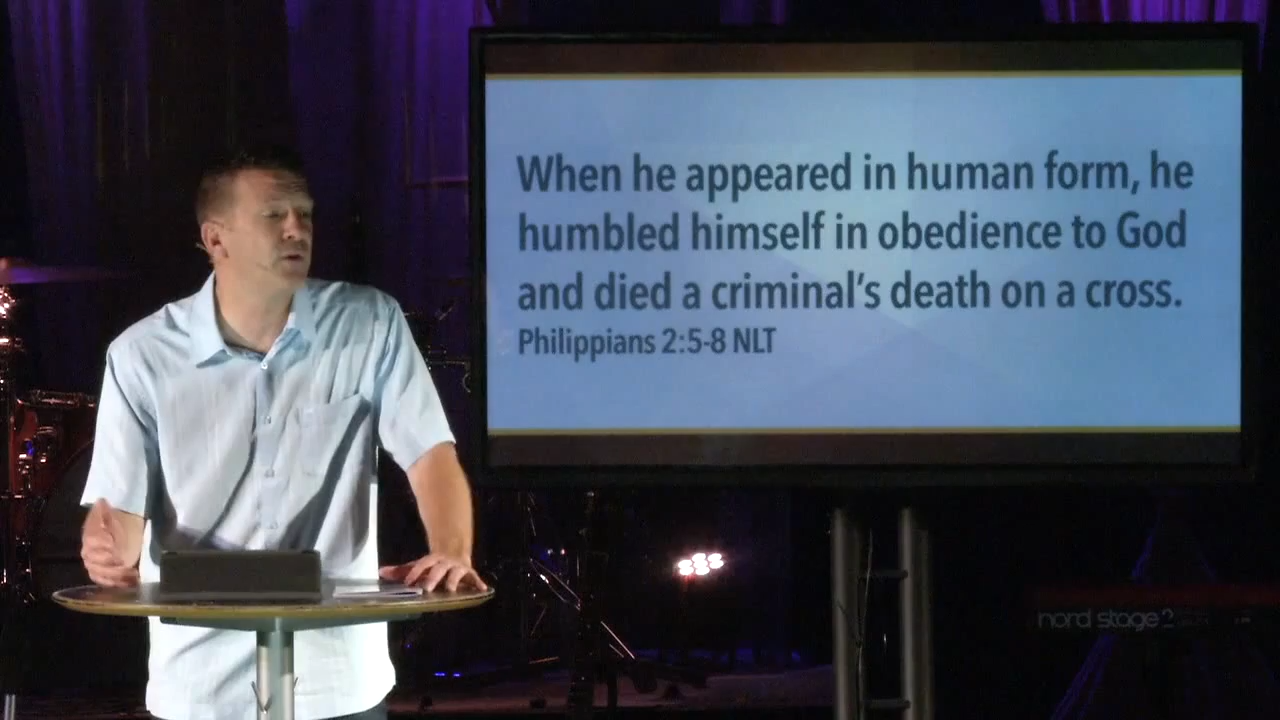 When he appeared in human form, he
humbled himself in obedience to God
and died a criminal's death on a cross.
Philippians 2:5-8 NLT
nord stage 2